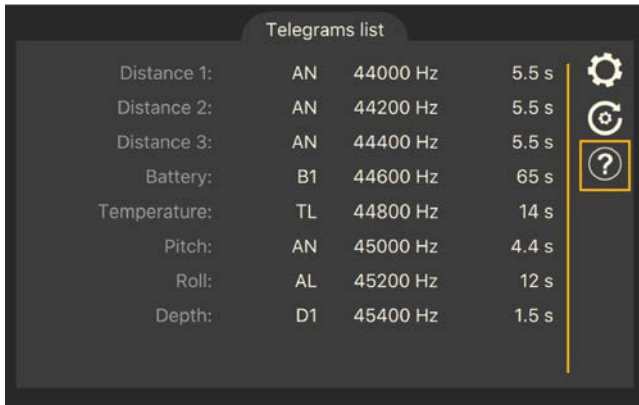 Telegrams list
Distance 1: AN 44000 Hz 5.5 s
Distance 2: AN 44200 Hz 5.5 s
Distance 3: AN 44400 Hz 5.5 s
Battery: B1 44600 Hz 65 s
Temperature: TL 44800 Hz 14 s
Pitch: AN 45000 Hz 4.4 s
Roll: AL 45200 Hz 12 s
Depth: D1 45400 Hz 1.5 s
?